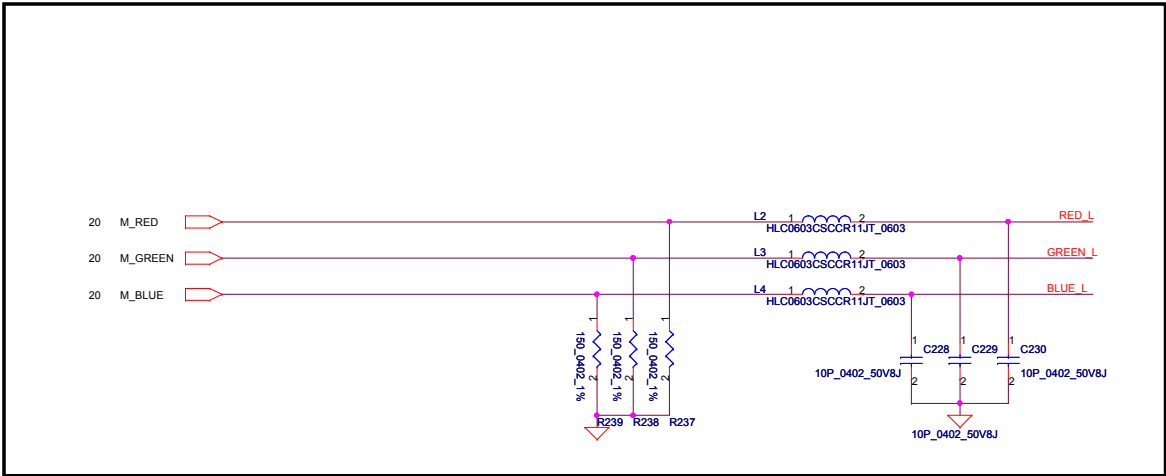 20 M_RED L2 1 2 RED_L
HLC0603CSCCR11JT_0603
20 M_GREEN L3 1 2 GREEN_L
HLC0603CSCCR11JT_0603
20 M_BLUE L4 1 2 BLUE_L
HLC0603CSCCR11JT_0603
1 1 1
150_0402_1% 150_0402_1% 150_0402_1%
2 2 2
R239 R238 R237
1 1 1
C228 C229 C230
10P_0402_50V8J 10P_0402_50V8J
2 2 2
10P_0402_50V8J